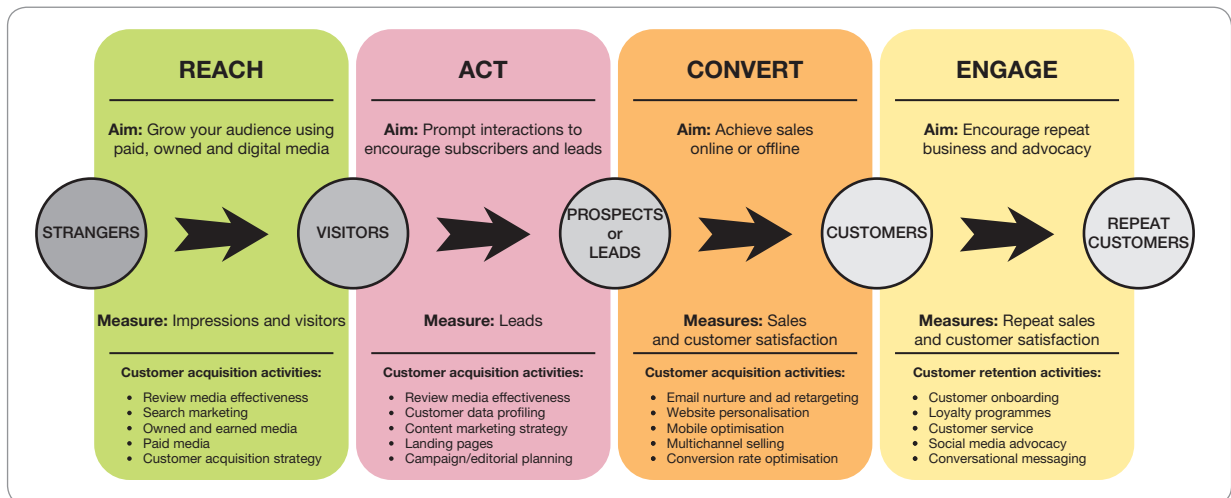 REACH
Aim: Grow your audience using
paid, owned and digital media
STRANGERS
VISITORS
Measure: Impressions and visitors
Customer acquisition activities:
• Review media effectiveness
• Search marketing
• Owned and earned media
• Paid media
• Customer acquisition strategy
ACT
Aim: Prompt interactions to
encourage subscribers and leads
PROSPECTS
or
LEADS
Measure: Leads
Customer acquisition activities:
• Review media effectiveness
• Customer data profiling
• Content marketing strategy
• Landing pages
• Campaign/editorial planning
CONVERT
Aim: Achieve sales
online or offline
CUSTOMERS
Measures: Sales
and customer satisfaction
Customer acquisition activities:
• Email nurture and ad retargeting
• Website personalisation
• Mobile optimisation
• Multichannel selling
• Conversion rate optimisation
ENGAGE
Aim: Encourage repeat
business and advocacy
REPEAT
CUSTOMERS
Measures: Repeat sales
and customer satisfaction
Customer retention activities:
• Customer onboarding
• Loyalty programmes
• Customer service
• Social media advocacy
• Conversational messaging